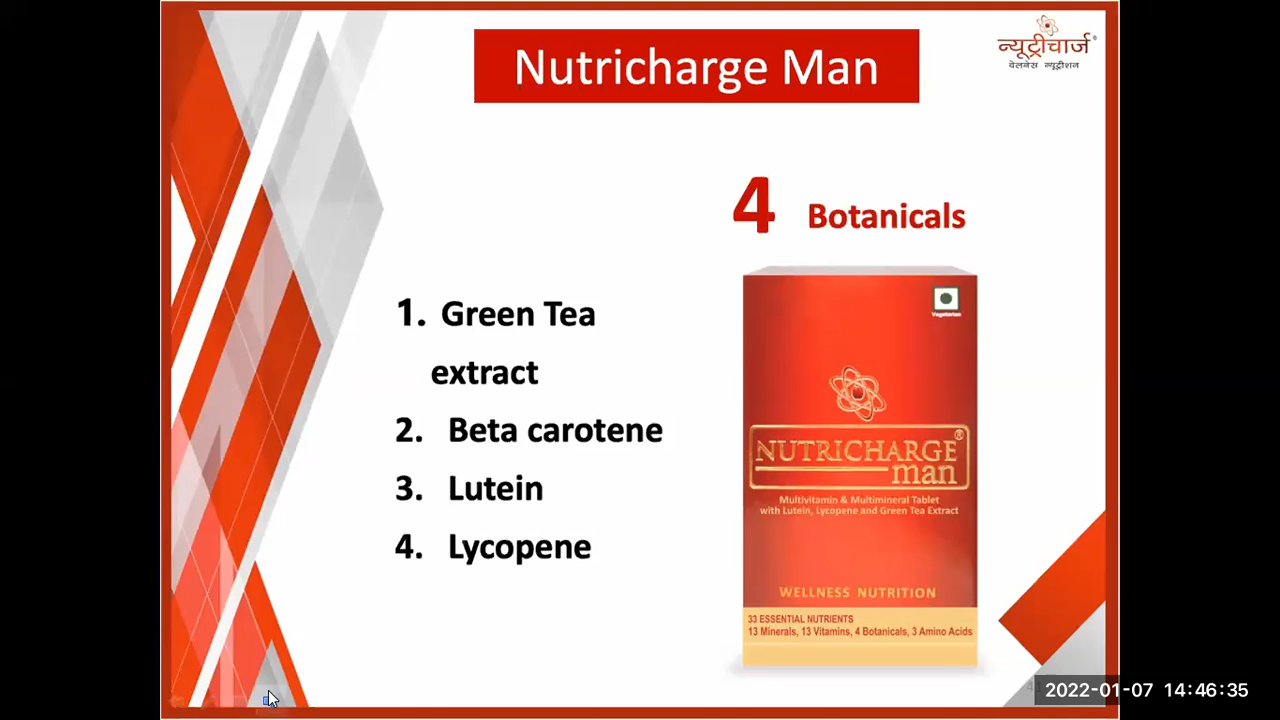 Nutricharge Man
न्यूट्रीचार्ज®
वेलनेस न्यूट्रीशन
4 Botanicals
1. Green Tea
extract
2. Beta carotene
3. Lutein
4. Lycopene
Vegetarian
NUTRICHARGE®
man
Multivitamin & Multimineral Tablet
with Lutein, Lycopene and Green Tea Extract
WELLNESS NUTRITION
33 ESSENTIAL NUTRIENTS
13 Minerals, 13 Vitamins, 4 Botanicals, 3 Amino Acids
2022-01-07 14:46:35